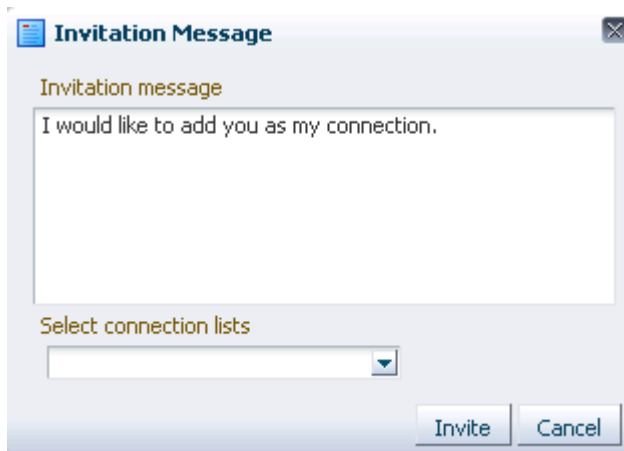 Invitation Message
Invitation message
I would like to add you as my connection.
Select connection lists
Invite Cancel